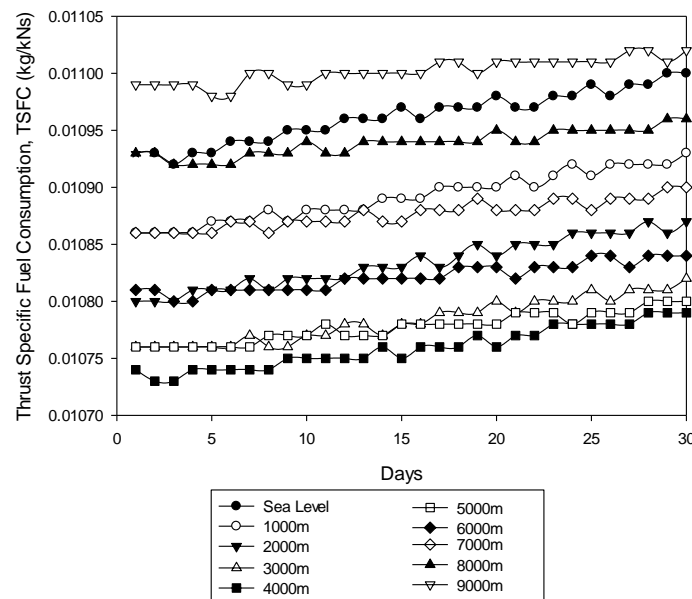 Thrust Specific Fuel Consumption, TSFC (kg/kNs)
0.01105
0.01100
0.01095
0.01090
0.01085
0.01080
0.01075
0.01070
0 5 10 15 20 25 30
Days
Sea Level
1000m
2000m
3000m
4000m
5000m
6000m
7000m
8000m
9000m